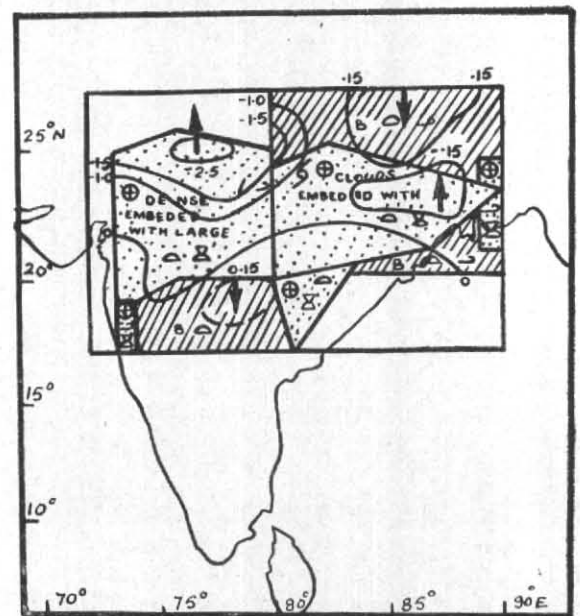 ·15
·15
-1.0
-1.5
25°N
B
-·15
-1.5
-1.0
-2.5
DENSE
EMBEDED
WITH LARGE
CLOUDS
EMBEDED WITH
0
20°
0.15
B
B
0
15°
10°
70°
75°
80°
85°
90°E